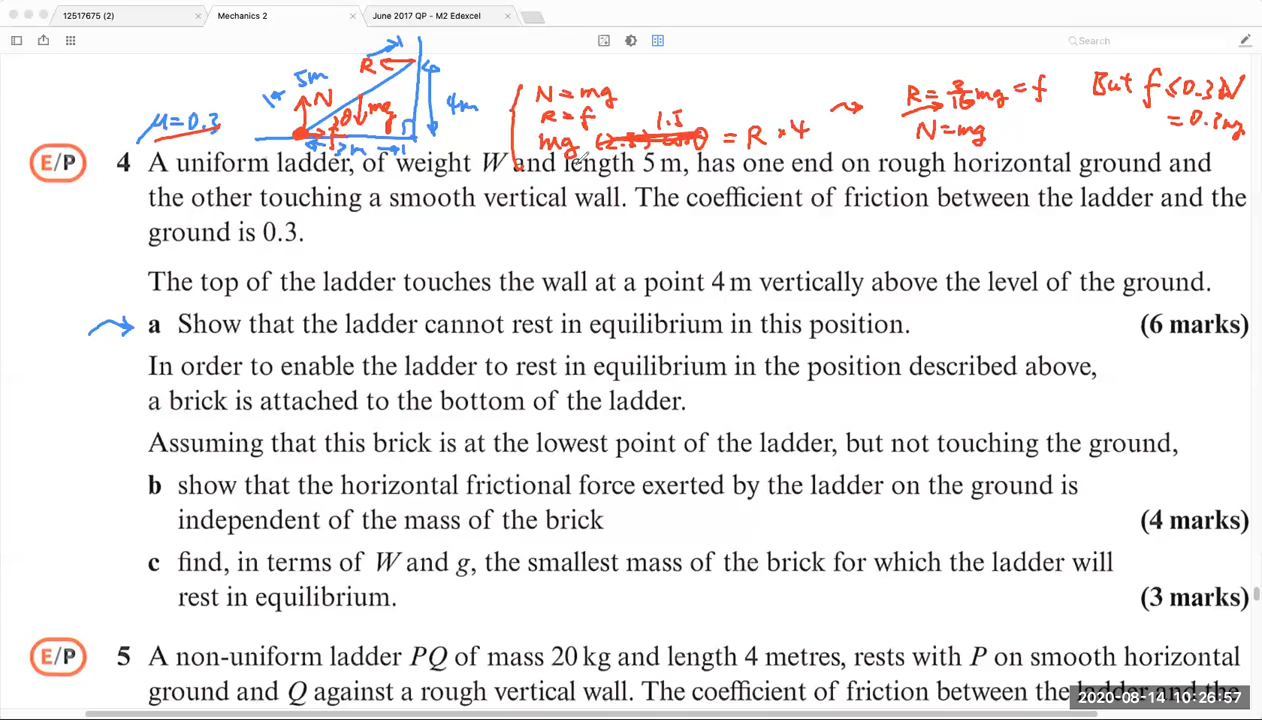 12517675 (2)
Mechanics 2
June 2017 QP - M2 Edexcel
Search
5m
R
N
mg
θ
4m
μ = 0.3
3m
N = mg
R = f
1.5
mg = R × 4
R = 3/16 mg = f
N = mg
But f ≤ 0.3N
= 0.3mg
E/P 4 A uniform ladder, of weight W and length 5 m, has one end on rough horizontal ground and
the other touching a smooth vertical wall. The coefficient of friction between the ladder and the
ground is 0.3.
The top of the ladder touches the wall at a point 4 m vertically above the level of the ground.
a Show that the ladder cannot rest in equilibrium in this position. (6 marks)
In order to enable the ladder to rest in equilibrium in the position described above,
a brick is attached to the bottom of the ladder.
Assuming that this brick is at the lowest point of the ladder, but not touching the ground,
b show that the horizontal frictional force exerted by the ladder on the ground is
independent of the mass of the brick (4 marks)
c find, in terms of W and g, the smallest mass of the brick for which the ladder will
rest in equilibrium. (3 marks)
E/P 5 A non-uniform ladder PQ of mass 20 kg and length 4 metres, rests with P on smooth horizontal
ground and Q against a rough vertical wall. The coefficient of friction between the
2020-08-14 10:26:57